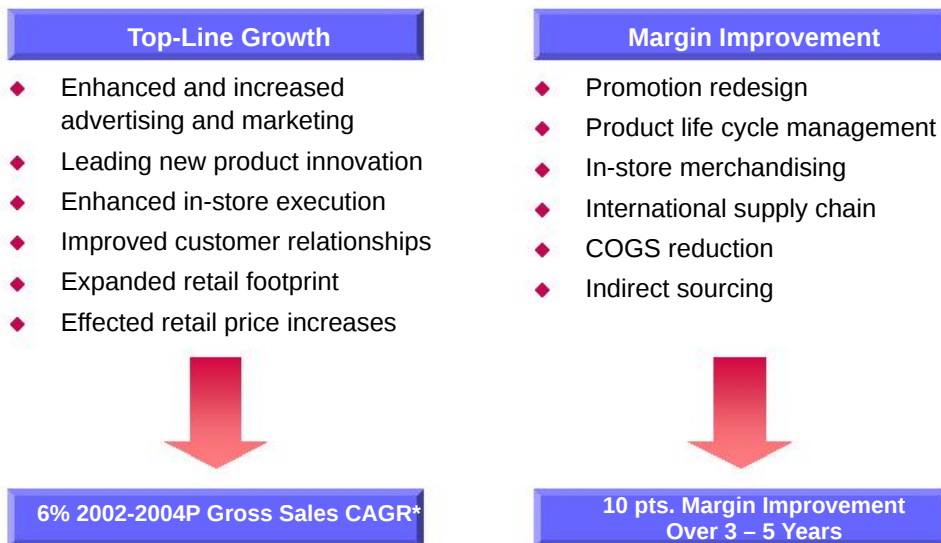 Top-Line Growth
Enhanced and increased
advertising and marketing
Leading new product innovation
Enhanced in-store execution
Improved customer relationships
Expanded retail footprint
Effected retail price increases
6% 2002-2004P Gross Sales CAGR*
Margin Improvement
Promotion redesign
Product life cycle management
In-store merchandising
International supply chain
COGS reduction
Indirect sourcing
10 pts. Margin Improvement
Over 3 – 5 Years